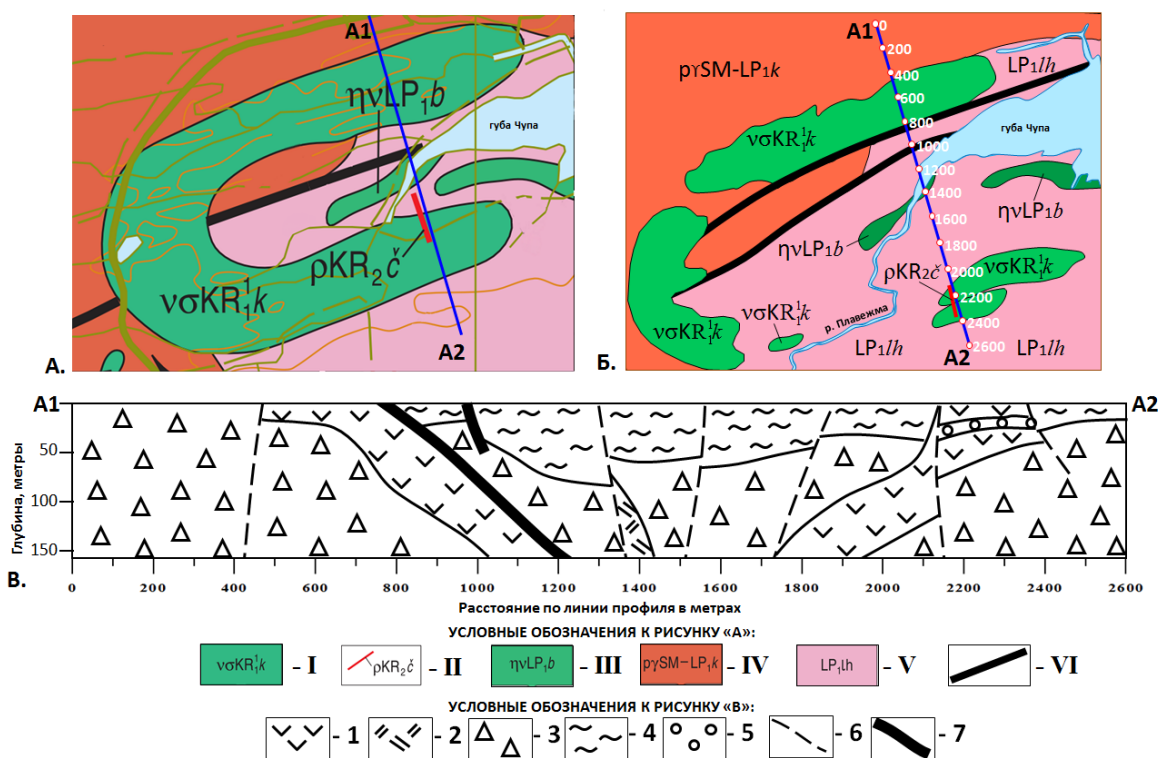 A1
ηνLP₁b
губа Чупа
ρKR₂č
νσKR₁¹k
A2
А.
A1
0
200
400
600
800
1000
1200
1400
1600
1800
2000
2200
2400
2600
pγSM-LP₁k
LP₁lh
губа Чупа
νσKR₁¹k
ηνLP₁b
ηνLP₁b
ρKR₂č
νσKR₁¹k
νσKR₁¹k
νσKR₁¹k
р. Плавежма
LP₁lh
LP₁lh
A2
Б.
A1
A2
Глубина, метры
50
100
150
В.
0 200 400 600 800 1000 1200 1400 1600 1800 2000 2200 2400 2600
Расстояние по линии профиля в метрах
УСЛОВНЫЕ ОБОЗНАЧЕНИЯ К РИСУНКУ «А»:
νσKR₁¹k - I ρKR₂č - II ηνLP₁b - III pγSM−LP₁k - IV LP₁lh - V - VI
УСЛОВНЫЕ ОБОЗНАЧЕНИЯ К РИСУНКУ «В»:
- 1 - 2 - 3 - 4 - 5 - 6 - 7